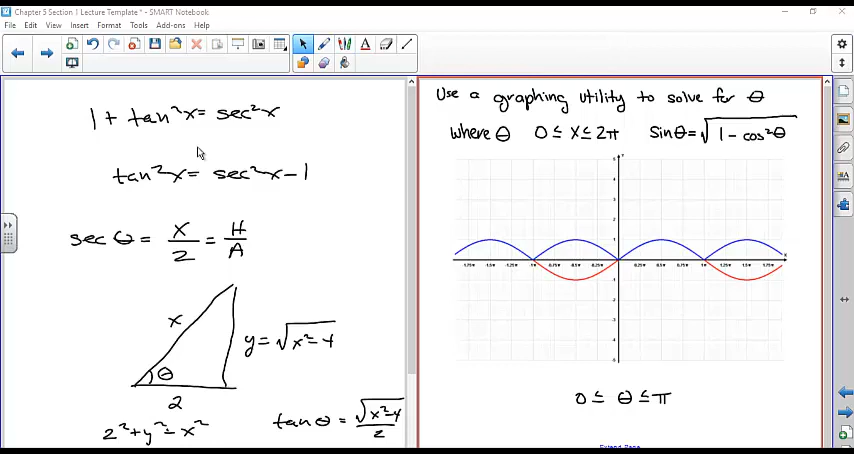 Chapter 5 Section 1 Lecture Template * - SMART Notebook
File Edit View Insert Format Tools Add-ons Help
1 + tan²x = sec²x
tan²x = sec²x - 1
sec θ = x/2 = H/A
x
θ
2
y = √(x²-4)
2² + y² = x²
tan θ = √(x²-4)/2
Use a graphing utility to solve for θ
where θ 0 ≤ x ≤ 2π sin θ = √(1 - cos²θ)
0 ≤ θ ≤ π
Extend Page